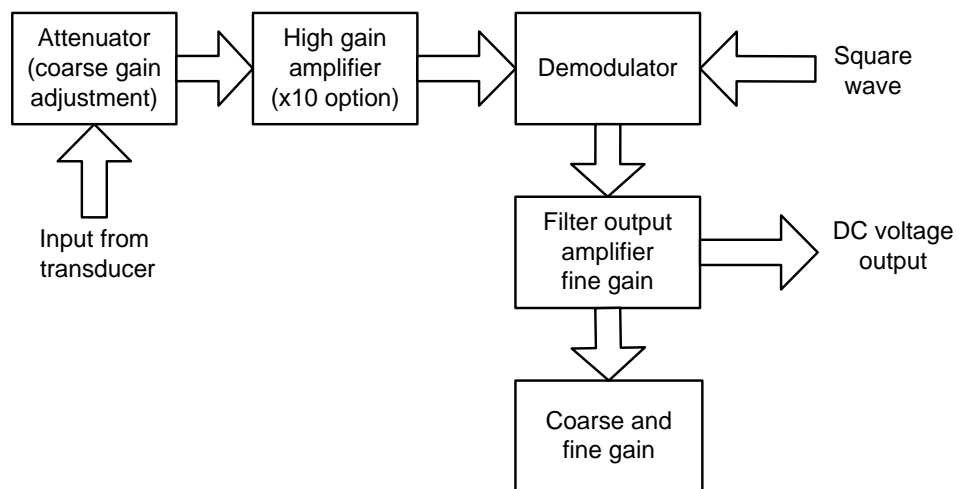 Attenuator
(coarse gain
adjustment)
High gain
amplifier
(x10 option)
Demodulator
Square
wave
Input from
transducer
Filter output
amplifier
fine gain
DC voltage
output
Coarse and
fine gain